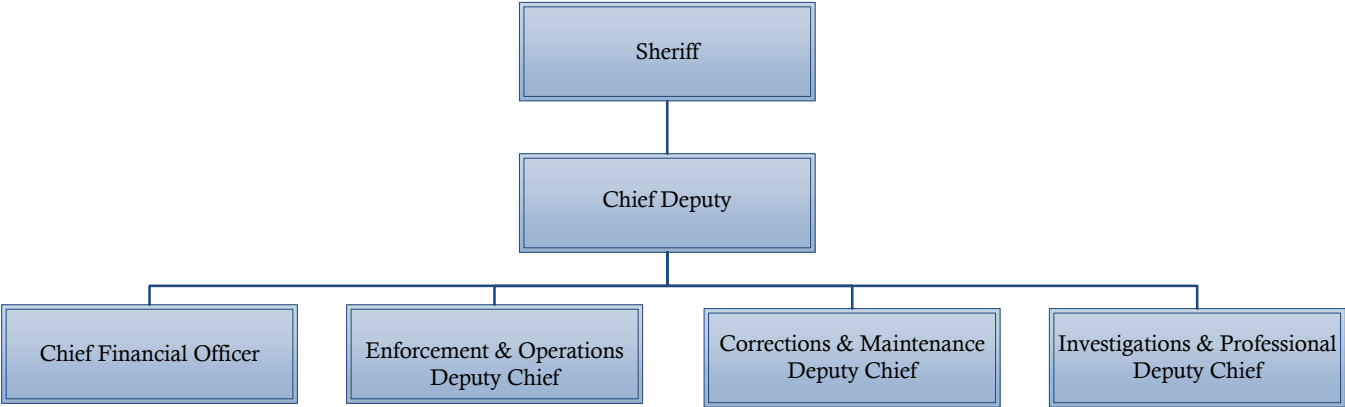 Sheriff
Chief Deputy
Chief Financial Officer
Enforcement & Operations
Deputy Chief
Corrections & Maintenance
Deputy Chief
Investigations & Professional
Deputy Chief